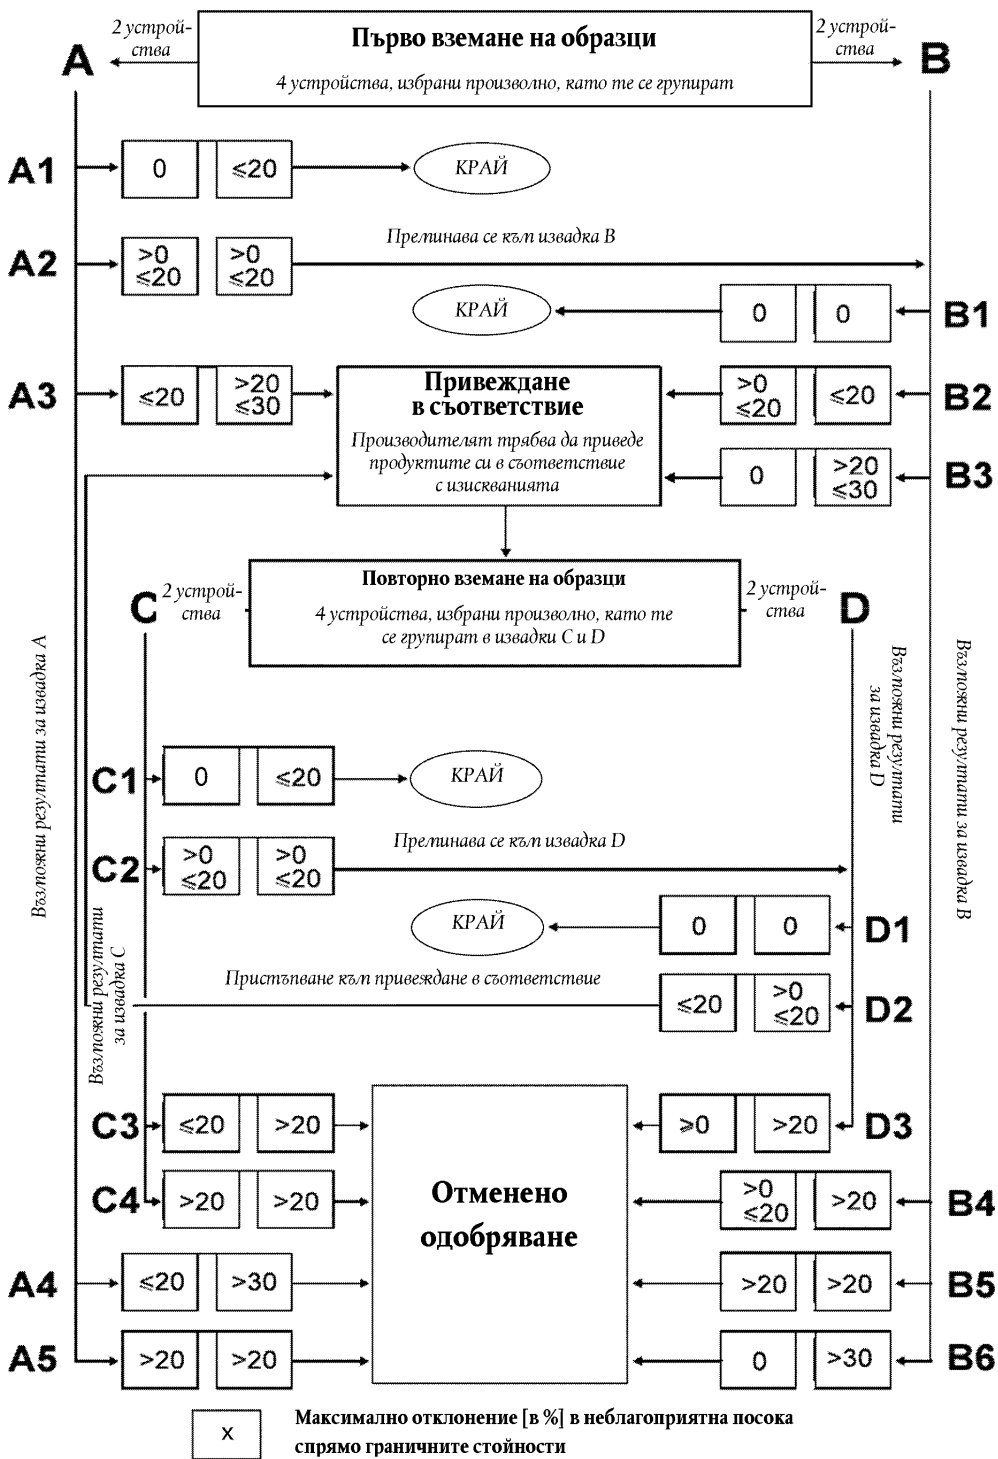 2 устрой-
ства
Първо вземане на образци
4 устройства, избрани произволно, като те се групират
2 устрой-
ства
A
B
A1
0
≤20
КРАЙ
A2
>0
≤20
>0
≤20
Преминава се към извадка B
КРАЙ
0
0
B1
A3
≤20
>20
≤30
Привеждане
в съответствие
Производителят трябва да приведе
продуктите си в съответствие
с изискванията
>0
≤20
≤20
B2
0
>20
≤30
B3
C
2 устрой-
ства
Повторно вземане на образци
4 устройства, избрани произволно, като те
се групират в извадки C и D
2 устрой-
ства
D
Възможни резултати за извадка A
Възможни резултати
за извадка D
Възможни резултати за извадка B
C1
0
≤20
КРАЙ
C2
>0
≤20
>0
≤20
Преминава се към извадка D
Възможни резултати
за извадка C
КРАЙ
0
0
D1
Пристъпване към привеждане в съответствие
≤20
>0
≤20
D2
C3
≤20
>20
Отменено
одобряване
≥0
>20
D3
C4
>20
>20
>0
≤20
>20
B4
A4
≤20
>30
>20
>20
B5
A5
>20
>20
0
>30
B6
x
Максимално отклонение [в %] в неблагоприятна посока
спрямо граничните стойности